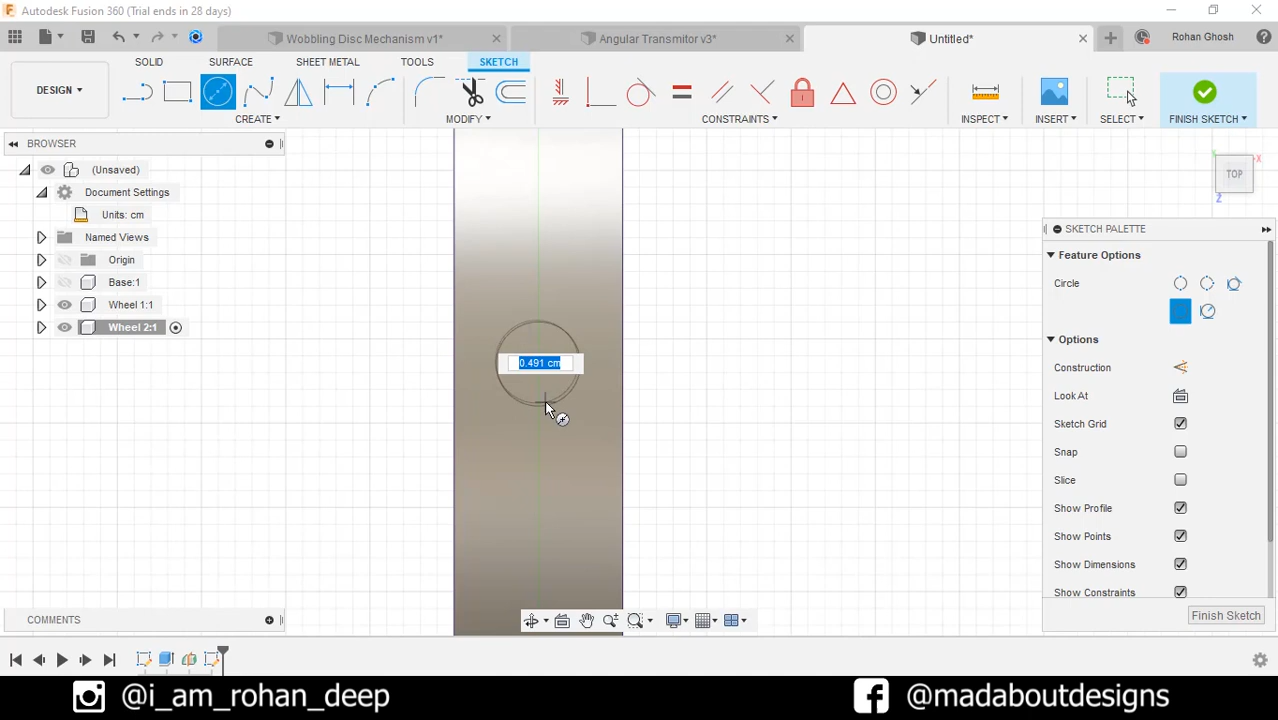 Autodesk Fusion 360 (Trial ends in 28 days)
Wobbling Disc Mechanism v1*
Angular Transmitor v3*
Untitled*
Rohan Ghosh
SOLID
SURFACE
SHEET METAL
TOOLS
SKETCH
DESIGN
CREATE
MODIFY
CONSTRAINTS
INSPECT
INSERT
SELECT
FINISH SKETCH
BROWSER
(Unsaved)
Document Settings
Units: cm
Named Views
Origin
Base:1
Wheel 1:1
Wheel 2:1
0.491 cm
TOP
X
Z
SKETCH PALETTE
Feature Options
Circle
Options
Construction
Look At
Sketch Grid
Snap
Slice
Show Profile
Show Points
Show Dimensions
Show Constraints
Finish Sketch
COMMENTS
@i_am_rohan_deep
@madaboutdesigns